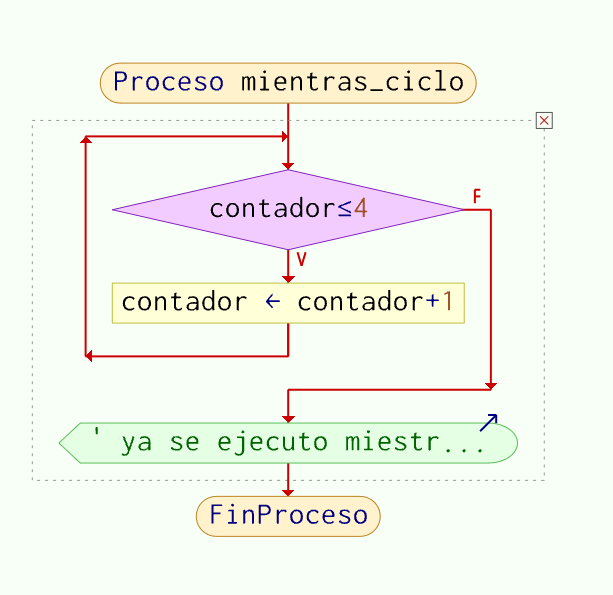 Proceso mientras_ciclo
contador≤4
F
V
contador ← contador+1
' ya se ejecuto miestr...
FinProceso